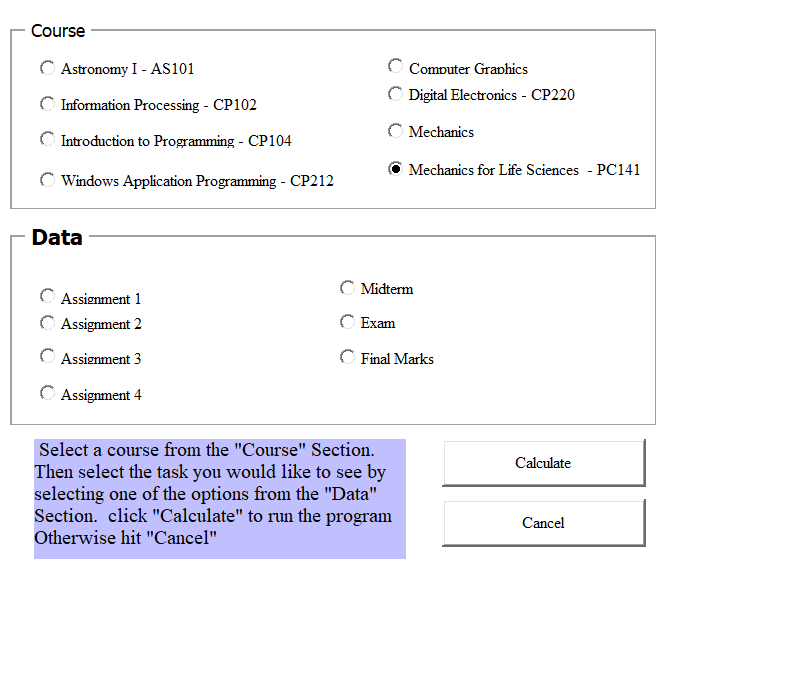 Course
Astronomy I - AS101
Information Processing - CP102
Introduction to Programming - CP104
Windows Application Programming - CP212
Computer Graphics
Digital Electronics - CP220
Mechanics
Mechanics for Life Sciences - PC141
Data
Assignment 1
Assignment 2
Assignment 3
Assignment 4
Midterm
Exam
Final Marks
Select a course from the "Course" Section.
Then select the task you would like to see by
selecting one of the options from the "Data"
Section. click "Calculate" to run the program
Otherwise hit "Cancel"
Calculate
Cancel